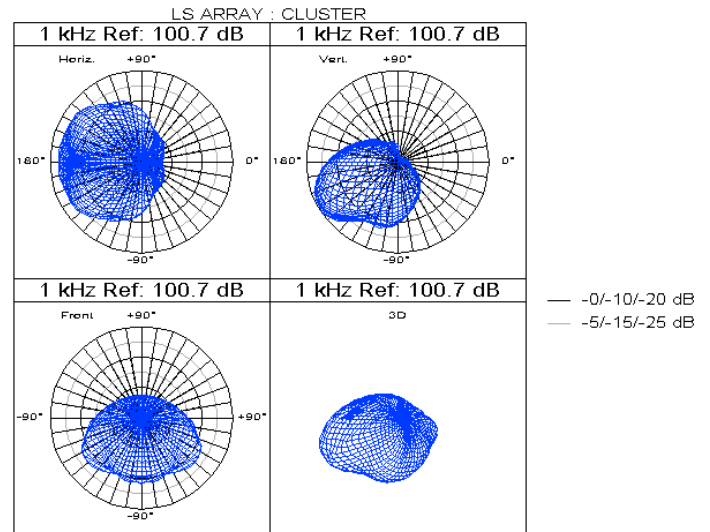 LS ARRAY : CLUSTER
1 kHz Ref: 100.7 dB
1 kHz Ref: 100.7 dB
Horiz. +90°
Vert. +90°
180° 0°
180° 0°
-90°
-90°
1 kHz Ref: 100.7 dB
1 kHz Ref: 100.7 dB
-0/-10/-20 dB
-5/-15/-25 dB
Front +90°
3D
-90° +90°
-90°